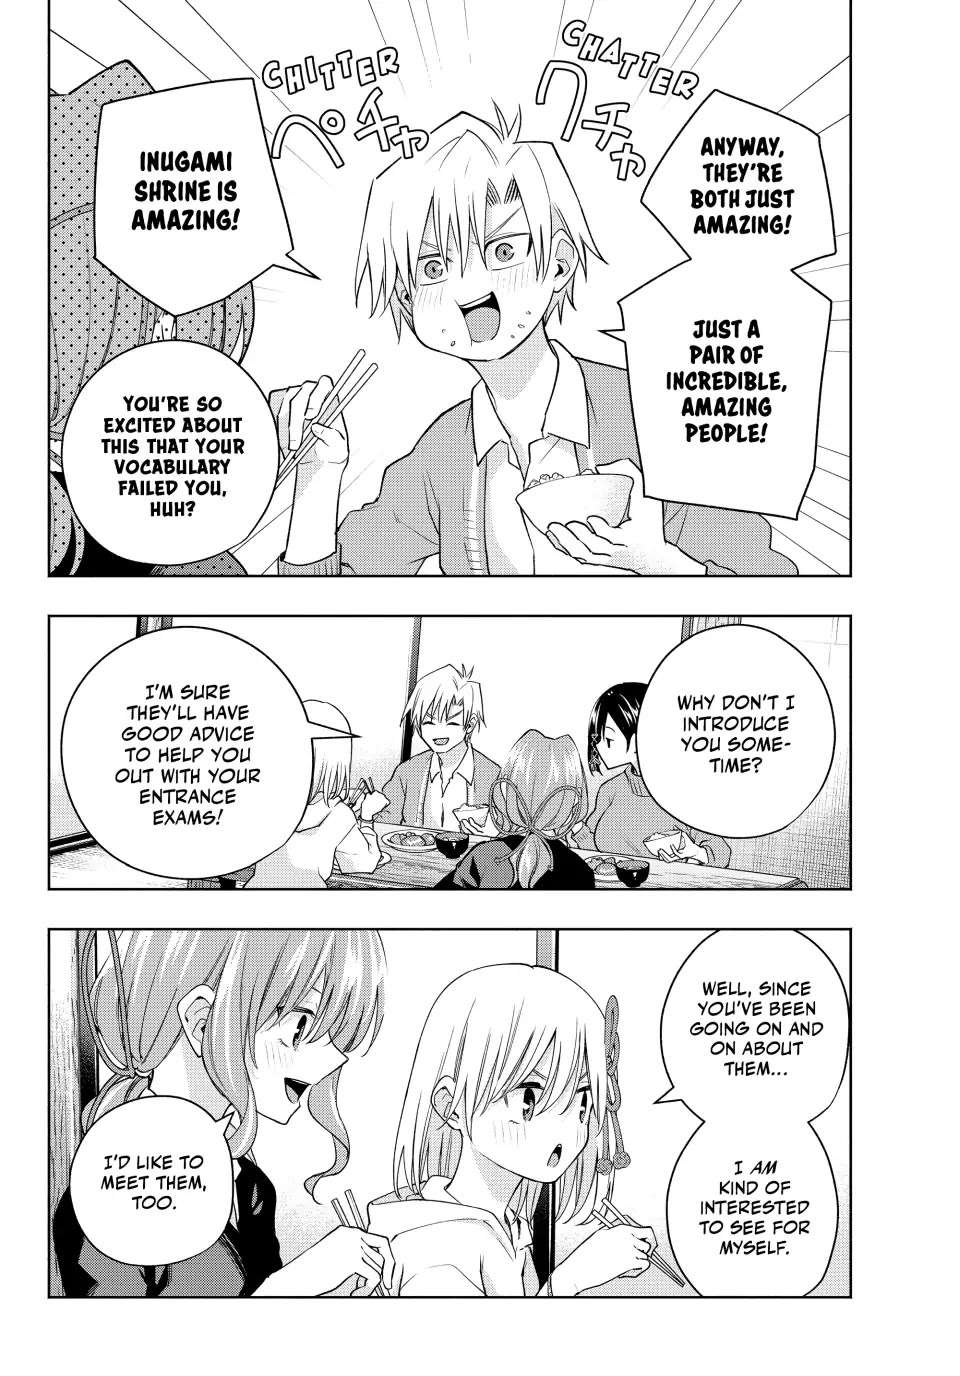 CHATTER
クチャ
CHITTER
ペチャ
ANYWAY,
THEY'RE
BOTH JUST
AMAZING!
JUST A
PAIR OF
INCREDIBLE,
AMAZING
PEOPLE!
INUGAMI
SHRINE IS
AMAZING!
YOU'RE SO
EXCITED ABOUT
THIS THAT YOUR
VOCABULARY
FAILED YOU,
HUH?
WHY DON'T I
INTRODUCE
YOU SOME-
TIME?
I'M SURE
THEY'LL HAVE
GOOD ADVICE
TO HELP YOU
OUT WITH YOUR
ENTRANCE
EXAMS!
WELL, SINCE
YOU'VE BEEN
GOING ON AND
ON ABOUT
THEM...
I AM
KIND OF
INTERESTED
TO SEE FOR
MYSELF.
I'D LIKE TO
MEET THEM,
TOO.